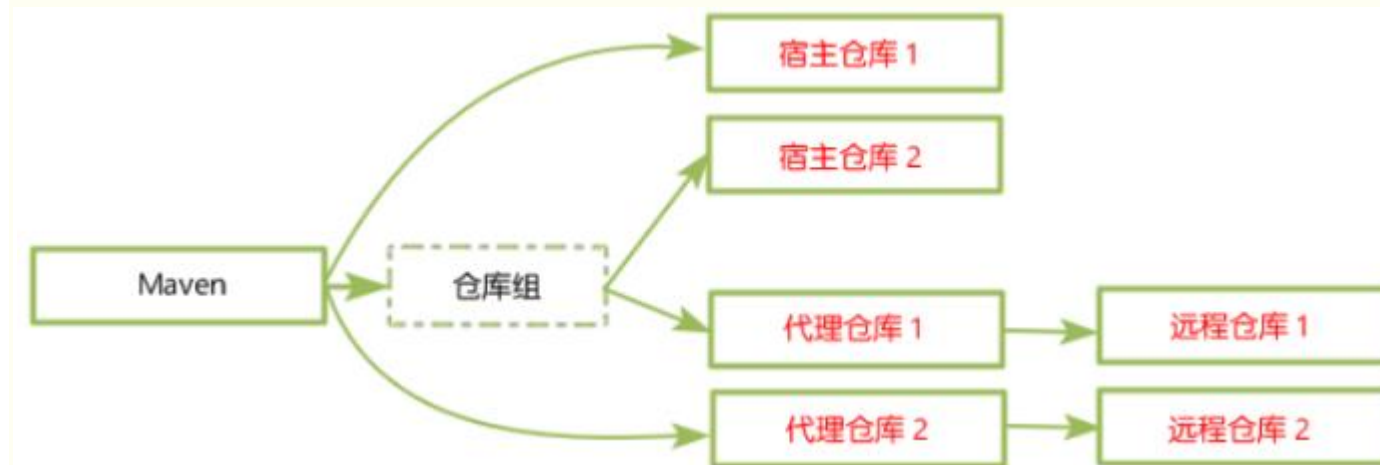 宿主仓库 1
宿主仓库 2
Maven
仓库组
代理仓库 1
远程仓库 1
代理仓库 2
远程仓库 2